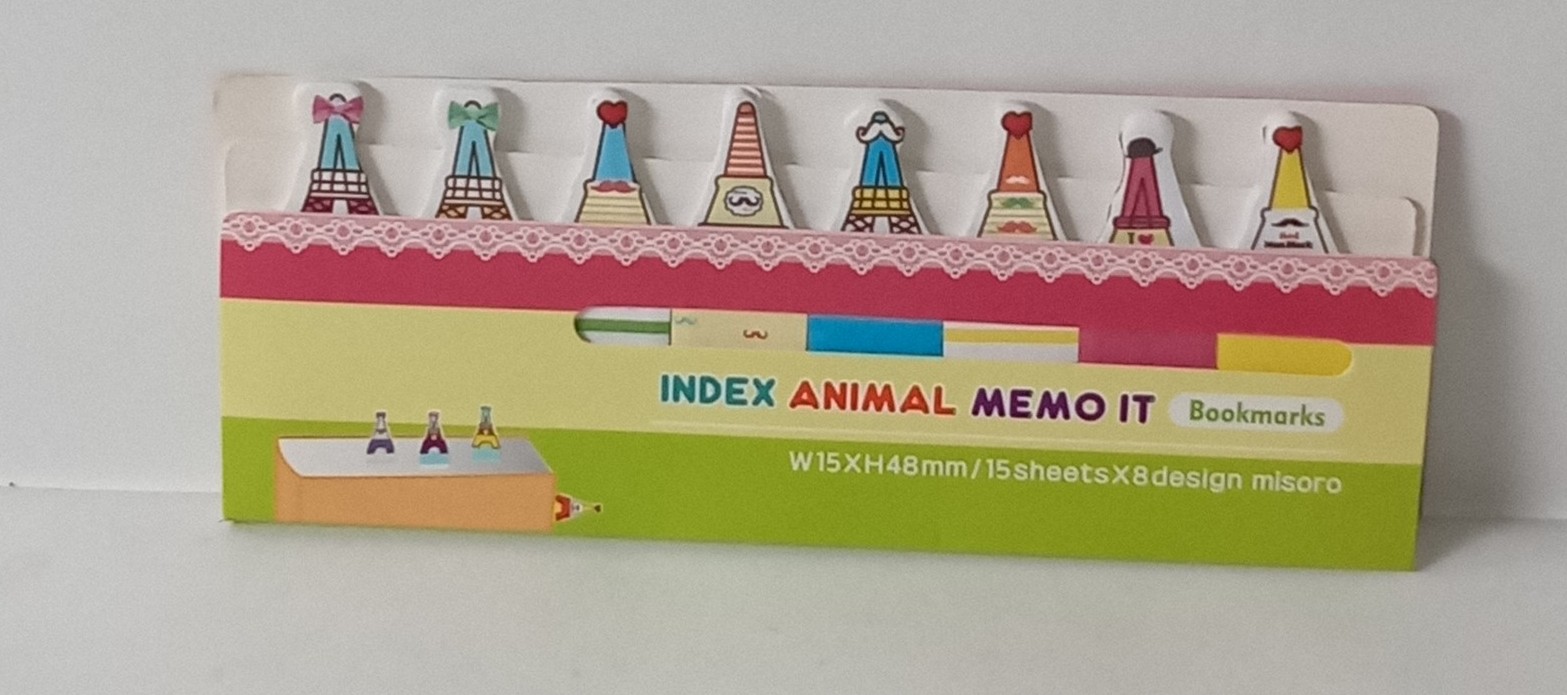 I
INDEX ANIMAL MEMO IT Bookmarks
W15XH48mm/15sheetsX8design misoro